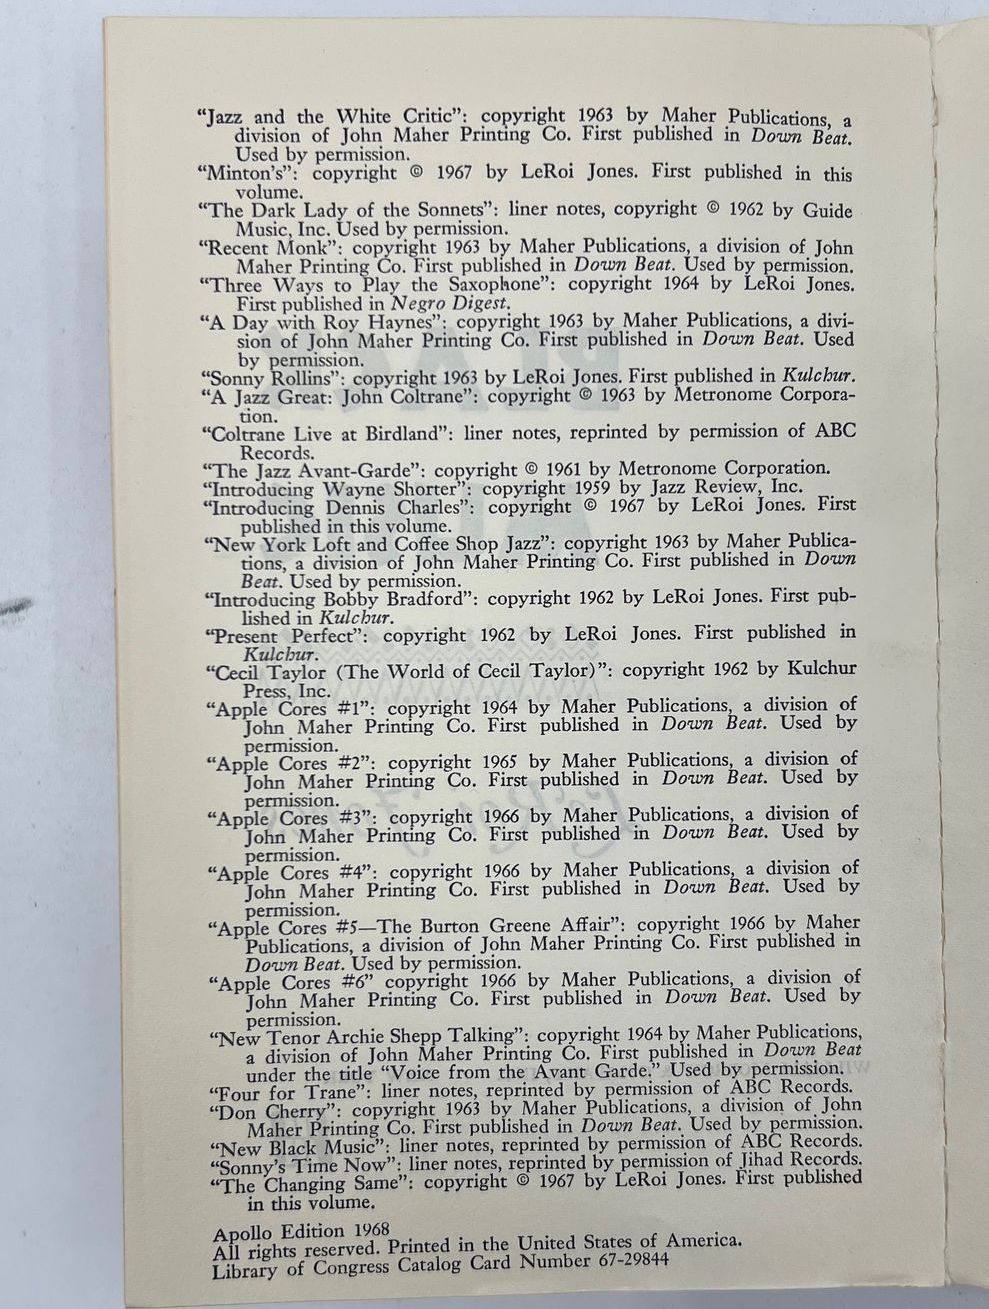 “Jazz and the White Critic”: copyright 1963 by Maher Publications, a
division of John Maher Printing Co. First published in Down Beat.
Used by permission.
“Minton's”: copyright © 1967 by LeRoi Jones. First published in this
volume.
“The Dark Lady of the Sonnets”: liner notes, copyright © 1962 by Guide
Music, Inc. Used by permission.
“Recent Monk”: copyright 1963 by Maher Publications, a division of John
Maher Printing Co. First published in Down Beat. Used by permission.
“Three Ways to Play the Saxophone”: copyright 1964 by LeRoi Jones.
First published in Negro Digest.
“A Day with Roy Haynes”: copyright 1963 by Maher Publications, a divi-
sion of John Maher Printing Co. First published in Down Beat. Used
by permission.
“Sonny Rollins”: copyright 1963 by LeRoi Jones. First published in Kulchur.
“A Jazz Great: John Coltrane”: copyright © 1963 by Metronome Corpora-
tion.
“Coltrane Live at Birdland”: liner notes, reprinted by permission of ABC
Records.
“The Jazz Avant-Garde”: copyright © 1961 by Metronome Corporation.
“Introducing Wayne Shorter”: copyright 1959 by Jazz Review, Inc.
“Introducing Dennis Charles”: copyright © 1967 by LeRoi Jones. First
published in this volume.
“New York Loft and Coffee Shop Jazz”: copyright 1963 by Maher Publica-
tions, a division of John Maher Printing Co. First published in Down
Beat. Used by permission.
“Introducing Bobby Bradford”: copyright 1962 by LeRoi Jones. First pub-
lished in Kulchur.
“Present Perfect”: copyright 1962 by LeRoi Jones. First published in
Kulchur.
“Cecil Taylor (The World of Cecil Taylor)”: copyright 1962 by Kulchur
Press, Inc.
“Apple Cores #1”: copyright 1964 by Maher Publications, a division of
John Maher Printing Co. First published in Down Beat. Used by
permission.
“Apple Cores #2”: copyright 1965 by Maher Publications, a division of
John Maher Printing Co. First published in Down Beat. Used by
permission.
“Apple Cores #3”: copyright 1966 by Maher Publications, a division of
John Maher Printing Co. First published in Down Beat. Used by
permission.
“Apple Cores #4”: copyright 1966 by Maher Publications, a division of
John Maher Printing Co. First published in Down Beat. Used by
permission.
“Apple Cores #5—The Burton Greene Affair”: copyright 1966 by Maher
Publications, a division of John Maher Printing Co. First published in
Down Beat. Used by permission.
“Apple Cores #6” copyright 1966 by Maher Publications, a division of
John Maher Printing Co. First published in Down Beat. Used by
permission.
“New Tenor Archie Shepp Talking”: copyright 1964 by Maher Publications,
a division of John Maher Printing Co. First published in Down Beat
under the title “Voice from the Avant Garde.” Used by permission.
“Four for Trane”: liner notes, reprinted by permission of ABC Records.
“Don Cherry”: copyright 1963 by Maher Publications, a division of John
Maher Printing Co. First published in Down Beat. Used by permission.
“New Black Music”: liner notes, reprinted by permission of ABC Records.
“Sonny's Time Now”: liner notes, reprinted by permission of Jihad Records.
“The Changing Same”: copyright © 1967 by LeRoi Jones. First published
in this volume.
Apollo Edition 1968
All rights reserved. Printed in the United States of America.
Library of Congress Catalog Card Number 67-29844